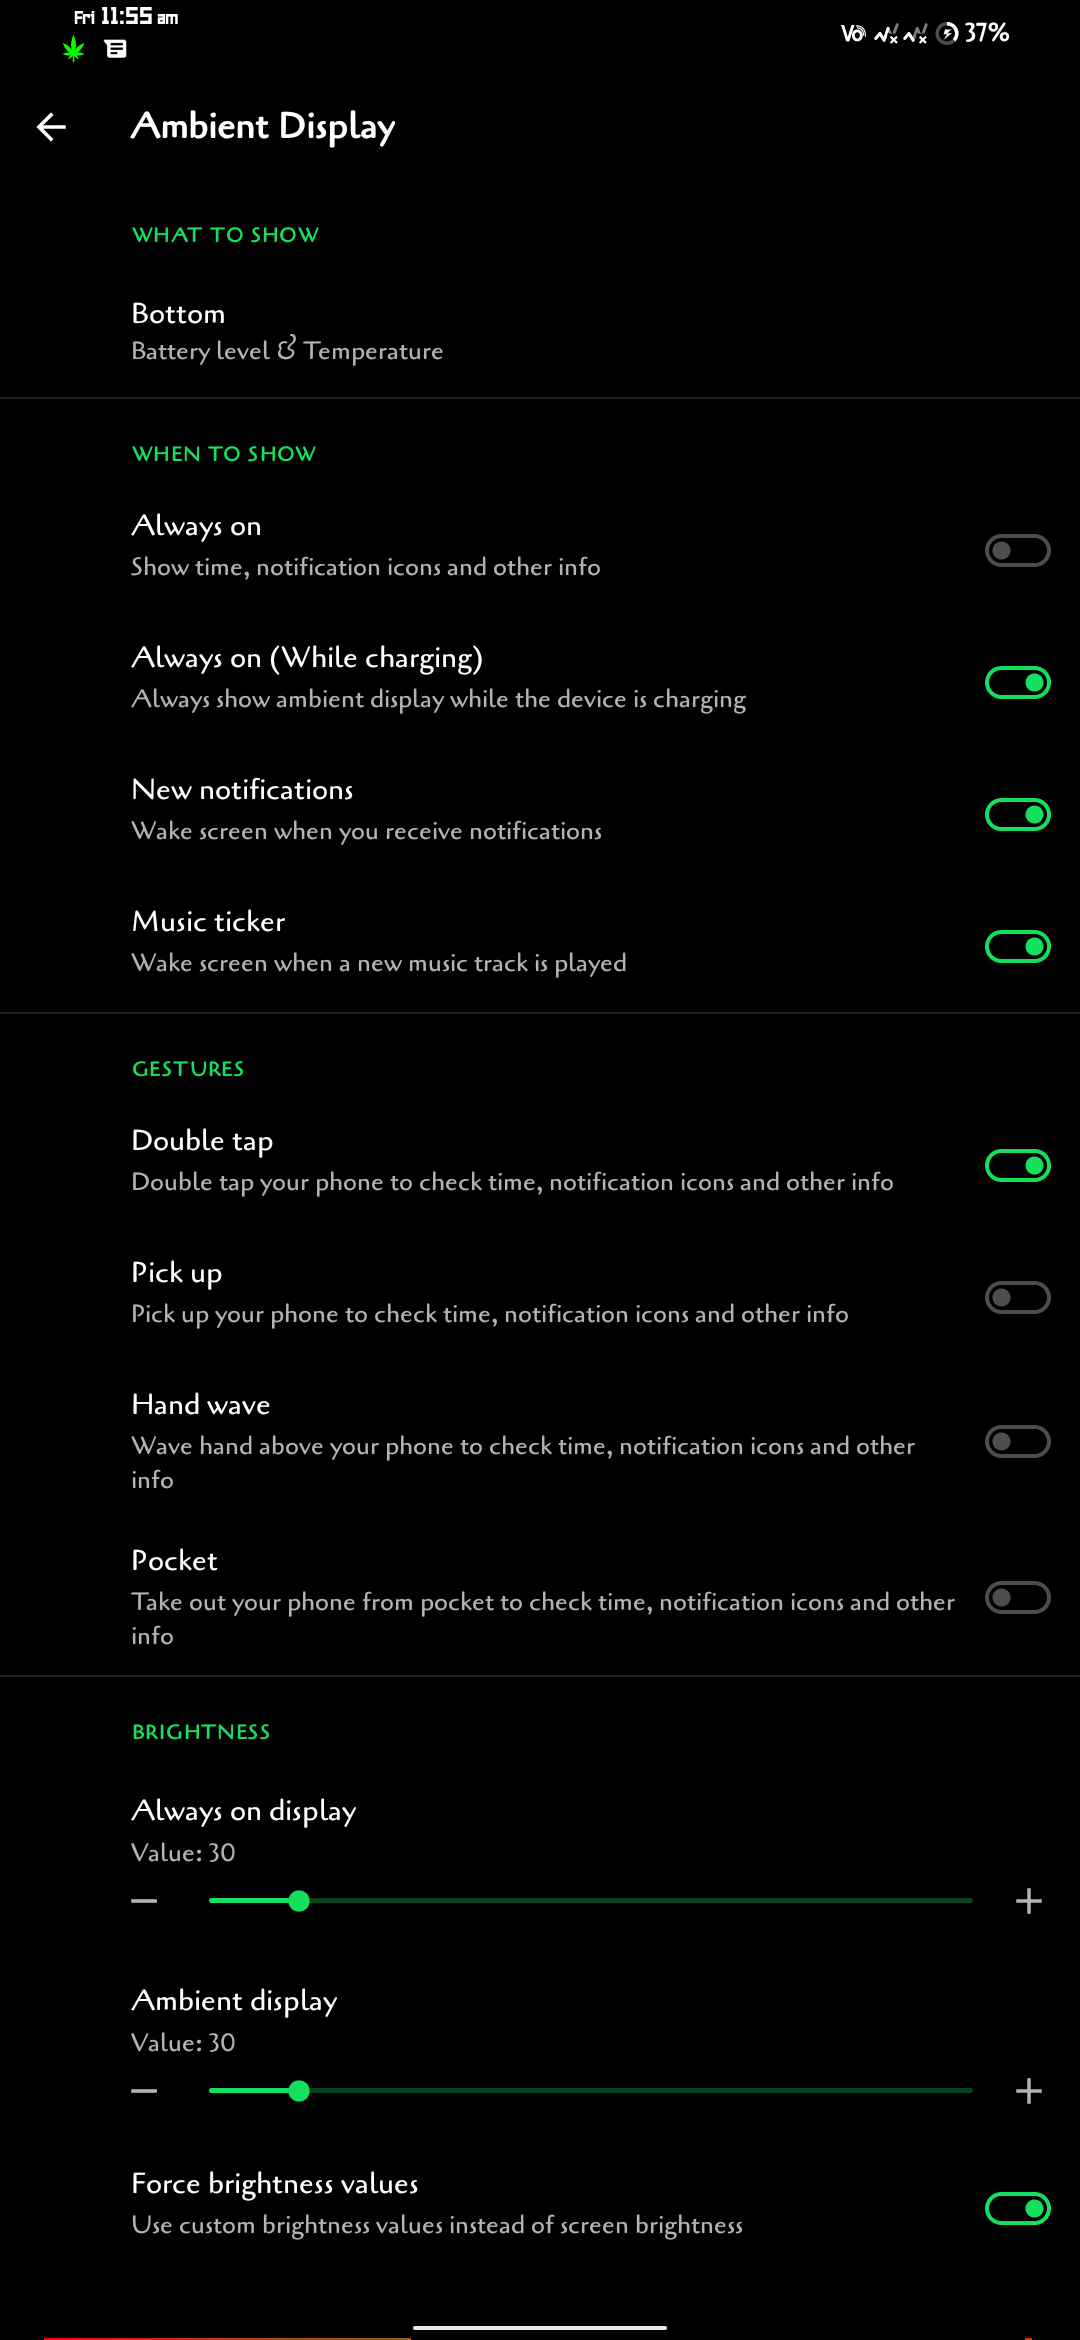 Fri 11:55 am
Vo 37%
Ambient Display
WHAT TO SHOW
Bottom
Battery level & Temperature
WHEN TO SHOW
Always on
Show time, notification icons and other info
Always on (While charging)
Always show ambient display while the device is charging
New notifications
Wake screen when you receive notifications
Music ticker
Wake screen when a new music track is played
GESTURES
Double tap
Double tap your phone to check time, notification icons and other info
Pick up
Pick up your phone to check time, notification icons and other info
Hand wave
Wave hand above your phone to check time, notification icons and other
info
Pocket
Take out your phone from pocket to check time, notification icons and other
info
BRIGHTNESS
Always on display
Value: 30
Ambient display
Value: 30
Force brightness values
Use custom brightness values instead of screen brightness